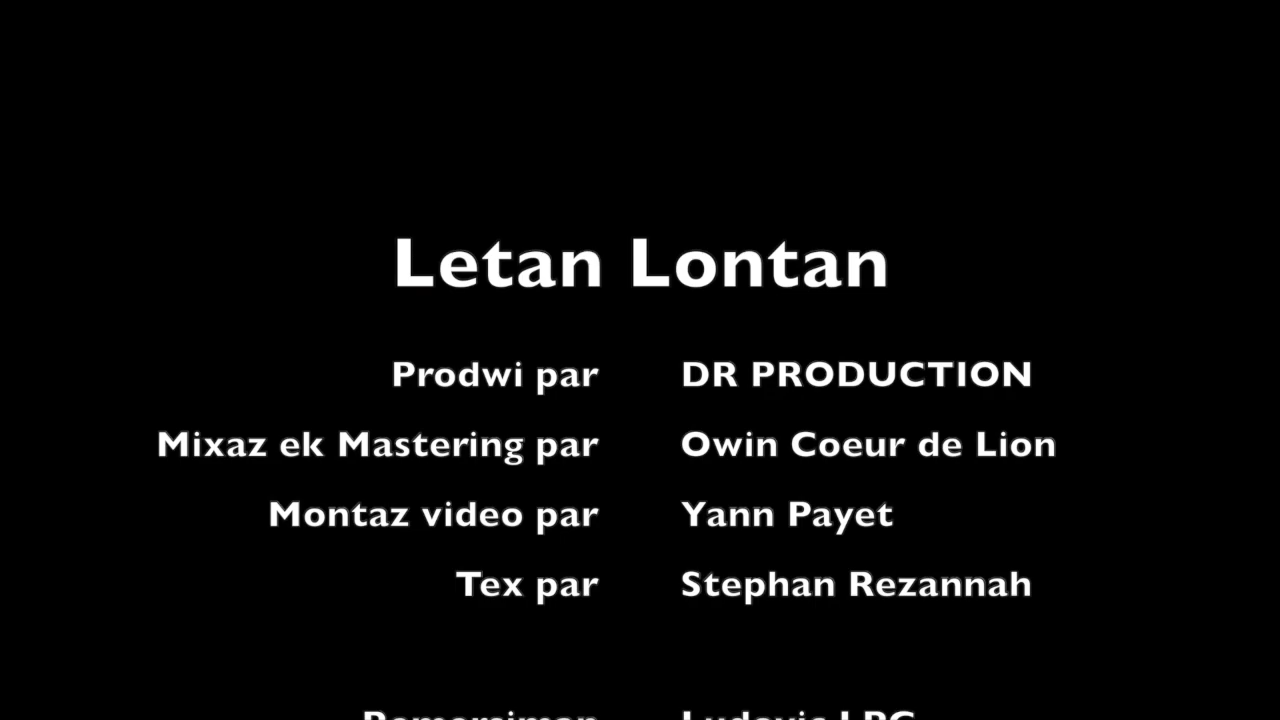 Letan Lontan
Prodwi par DR PRODUCTION
Mixaz ek Mastering par Owin Coeur de Lion
Montaz video par Yann Payet
Tex par Stephan Rezannah
Ludovic